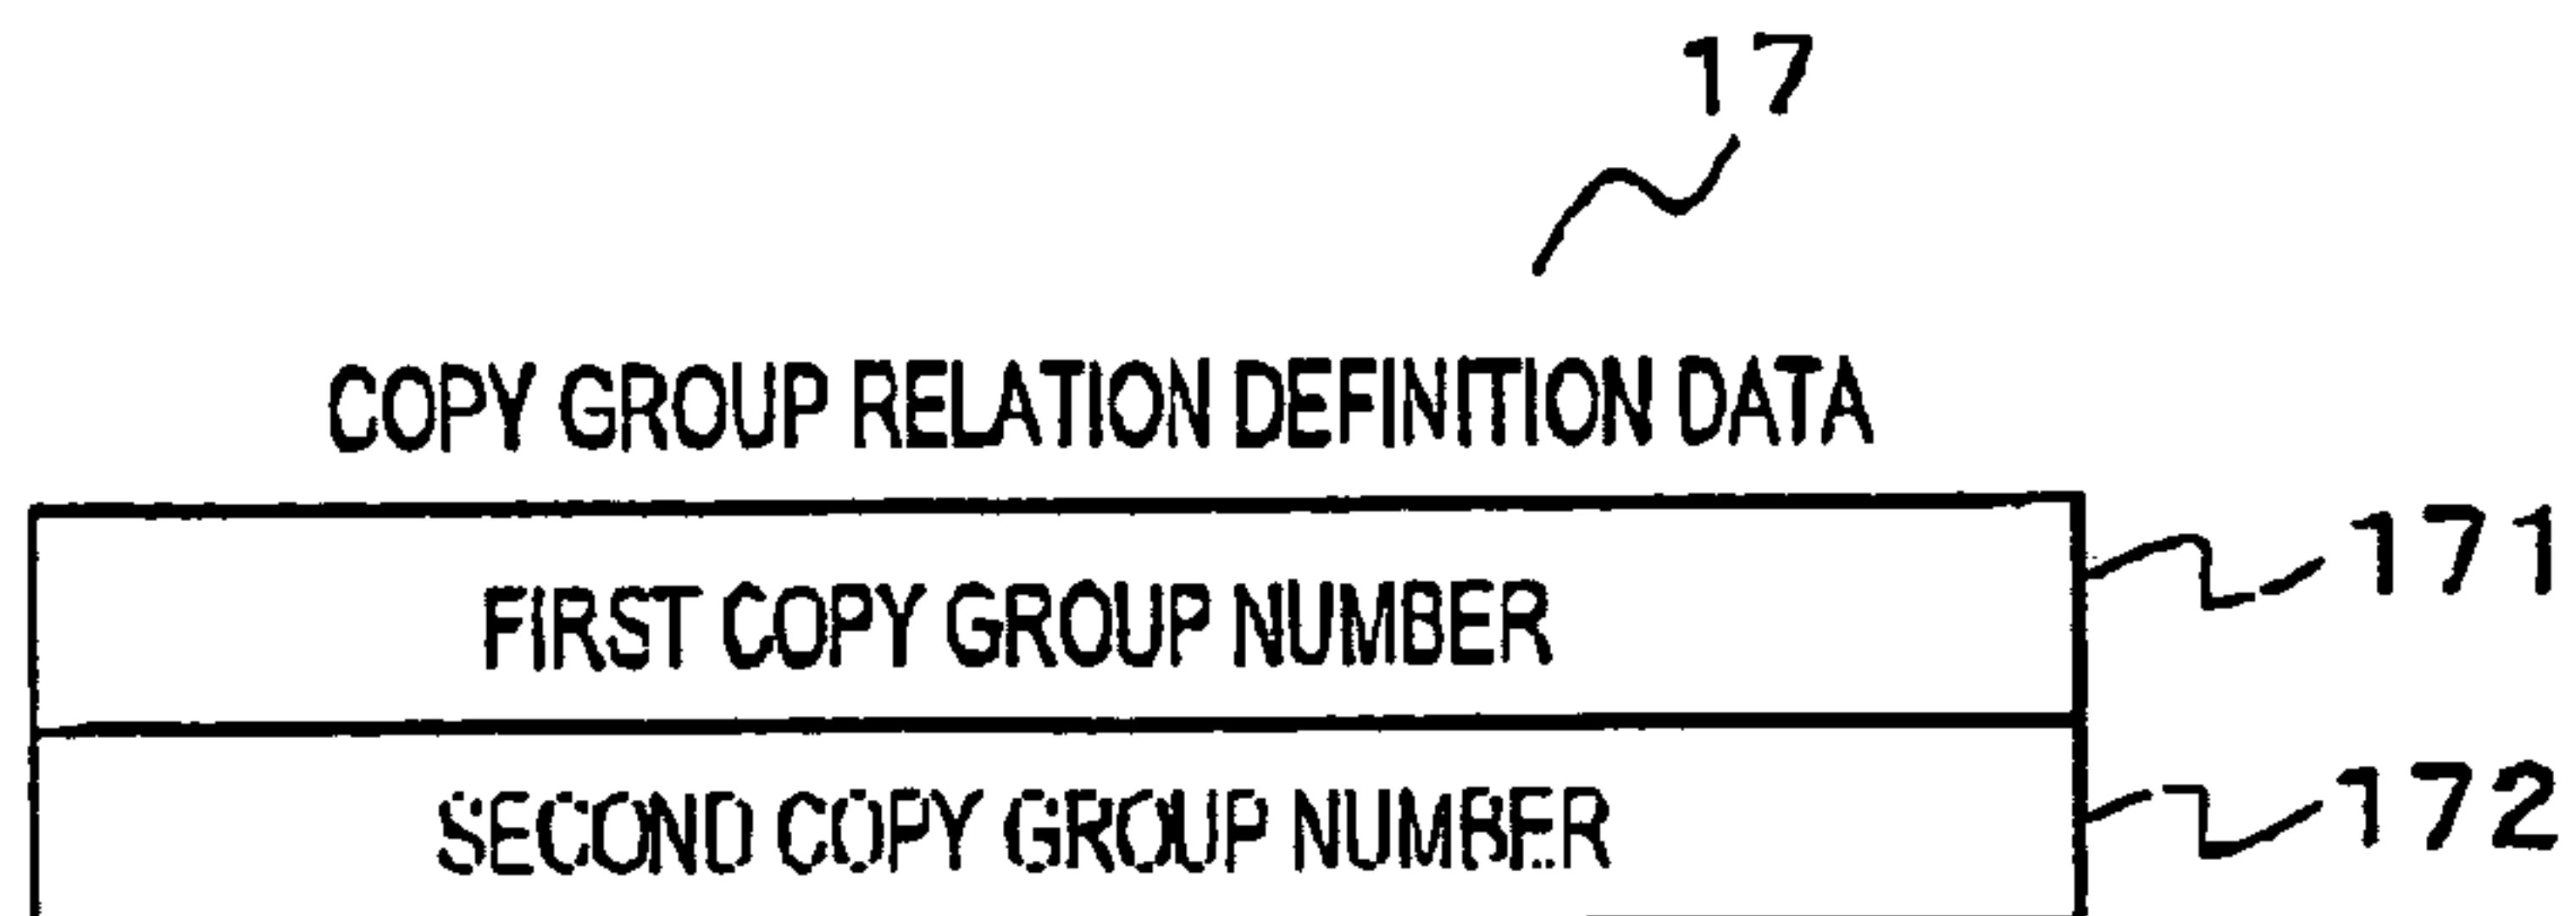 17
COPY GROUP RELATION DEFINITION DATA
FIRST COPY GROUP NUMBER
171
SECOND COPY GROUP NUMBER
172